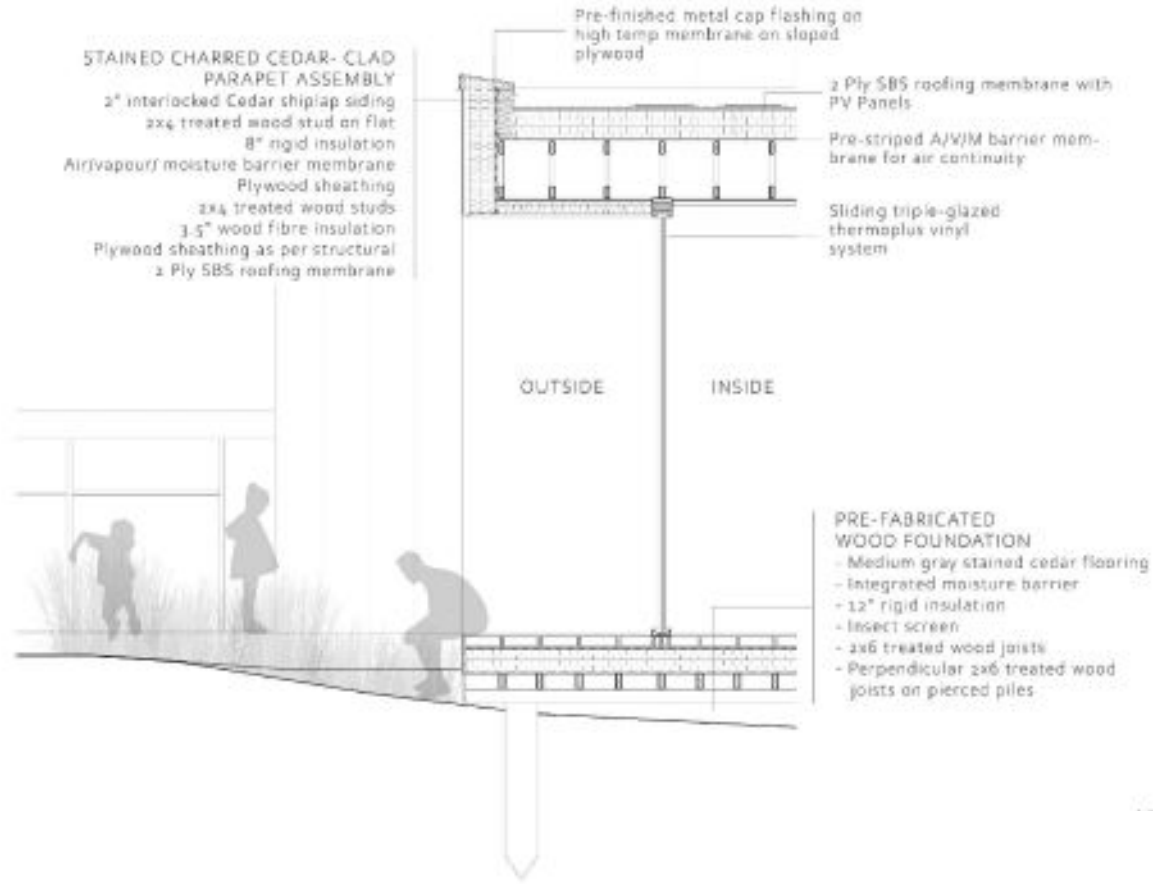 Pre-finished metal cap flashing on
high temp membrane on sloped
plywood
STAINED CHARRED CEDAR- CLAD
PARAPET ASSEMBLY
2" interlocked Cedar shiplap siding
2x4 treated wood stud on flat
8" rigid insulation
Air/vapour/ moisture barrier membrane
Plywood sheathing
2x4 treated wood studs
3.5" wood fibre insulation
Plywood sheathing as per structural
2 Ply SBS roofing membrane
2 Ply SBS roofing membrane with
PV Panels
Pre-striped A/V/M barrier mem-
brane for air continuity
Sliding triple-glazed
thermoplus vinyl
system
OUTSIDE
INSIDE
PRE-FABRICATED
WOOD FOUNDATION
- Medium gray stained cedar flooring
- Integrated moisture barrier
- 12" rigid insulation
- Insect screen
- 2x6 treated wood joists
- Perpendicular 2x6 treated wood
joists on pierced piles